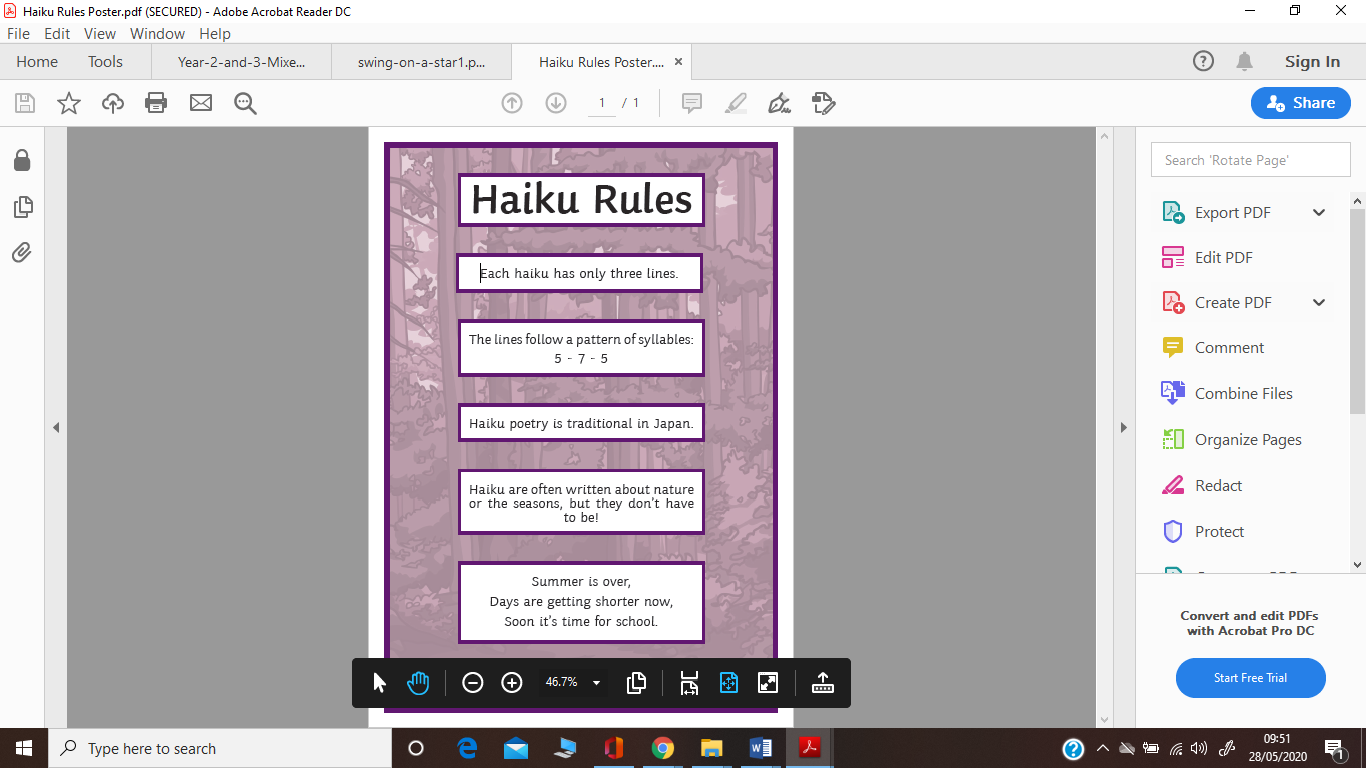 Haiku Rules Poster.pdf (SECURED) - Adobe Acrobat Reader DC
File Edit View Window Help
Home Tools Year-2-and-3-Mixe... swing-on-a-star1.p... Haiku Rules Poster.... × ? Sign In
1 / 1 Share
Haiku Rules
Each haiku has only three lines.
The lines follow a pattern of syllables:
5 - 7 - 5
Haiku poetry is traditional in Japan.
Haiku are often written about nature
or the seasons, but they don't have
to be!
Summer is over,
Days are getting shorter now,
Soon it's time for school.
46.7%
Search 'Rotate Page'
Export PDF
Edit PDF
Create PDF
Comment
Combine Files
Organize Pages
Redact
Protect
Convert and edit PDFs
with Acrobat Pro DC
Start Free Trial
Type here to search
09:51
28/05/2020
1